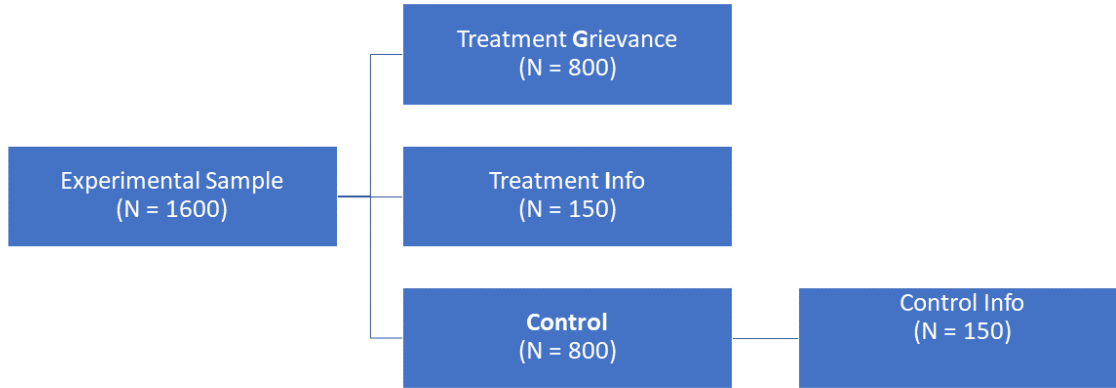 Treatment Grievance
(N = 800)
Experimental Sample
(N = 1600)
Treatment Info
(N = 150)
Control
(N = 800)
Control Info
(N = 150)